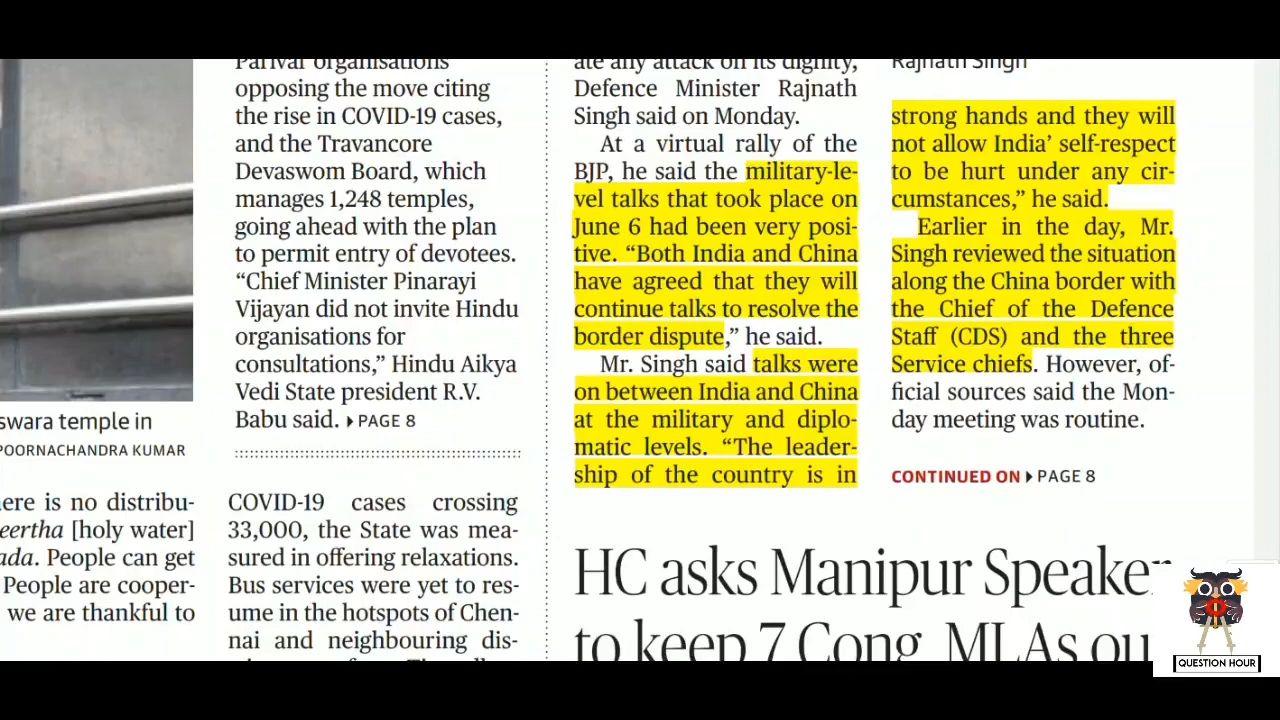 swara temple in
POORNACHANDRA KUMAR
ere is no distribu-
eertha [holy water]
ada. People can get
People are cooper-
we are thankful to
Parivar organisations
opposing the move citing
the rise in COVID-19 cases,
and the Travancore
Devaswom Board, which
manages 1,248 temples,
going ahead with the plan
to permit entry of devotees.
“Chief Minister Pinarayi
Vijayan did not invite Hindu
organisations for
consultations,” Hindu Aikya
Vedi State president R.V.
Babu said. PAGE 8
COVID-19 cases crossing
33,000, the State was mea-
sured in offering relaxations.
Bus services were yet to res-
ume in the hotspots of Chen-
nai and neighbouring dis-
ate any attack on its dignity,
Defence Minister Rajnath
Singh said on Monday.
At a virtual rally of the
BJP, he said the military-le-
vel talks that took place on
June 6 had been very posi-
tive. “Both India and China
have agreed that they will
continue talks to resolve the
border dispute,” he said.
Mr. Singh said talks were
on between India and China
at the military and diplo-
matic levels. “The leader-
ship of the country is in
Rajnath Singh
strong hands and they will
not allow India’ self-respect
to be hurt under any cir-
cumstances,” he said.
Earlier in the day, Mr.
Singh reviewed the situation
along the China border with
the Chief of the Defence
Staff (CDS) and the three
Service chiefs. However, of-
ficial sources said the Mon-
day meeting was routine.
CONTINUED ON PAGE 8
HC asks Manipur Speaker
to keep 7 Cong. MLAs ou
QUESTION HOUR